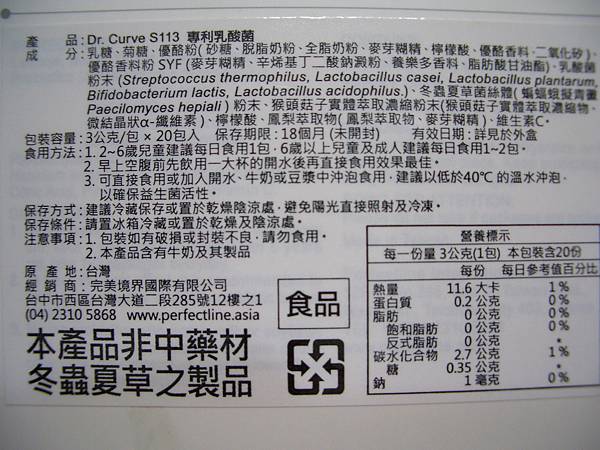 產　　品：Dr. Curve S113 專利乳酸菌
成　　分：乳糖、菊糖、優酪粉(砂糖、脫脂奶粉、全脂奶粉、麥芽糊精、檸檬酸、優酪香料、二氧化矽)、
優酪香料粉 SYF (麥芽糊精、辛烯基丁二酸鈉澱粉、養樂多香料、脂肪酸甘油酯)、乳酸菌
粉末 (Streptococcus thermophilus, Lactobacillus casei, Lactobacillus plantarum,
Bifidobacterium lactis, Lactobacillus acidophilus.)、冬蟲夏草菌絲體(蝙蝠蛾擬青黴
Paecilomyces hepiali ) 粉末、猴頭菇子實體萃取濃縮粉末(猴頭菇子實體萃取濃縮物、
微結晶狀α-纖維素)、檸檬酸、鳳梨萃取物( 鳳梨萃取物、麥芽糊精)、維生素C。
包裝容量：3公克/包 × 20包入　保存期限：18個月 (未開封)　　有效日期：詳見於外盒
食用方法：1. 2~6歲兒童建議每日食用1包, 6歲以上兒童及成人建議每日食用1~2包。
2. 早上空腹前先飲用一大杯的開水後再直接食用效果最佳。
3. 可直接食用或加入開水、牛奶或豆漿中沖泡食用，建議以低於40℃ 的溫水沖泡，
以確保益生菌活性。
保存方式：建議冷藏保存或置於乾燥陰涼處，避免陽光直接照射及冷凍。
保存條件：請置冰箱冷藏或置於乾燥及陰涼處。
注意事項：1. 包裝如有破損或封裝不良，請勿食用。
2. 本產品含有牛奶及其製品
原 產 地：台灣
經 銷 商：完美境界國際有限公司
台中市西區台灣大道二段285號12樓之1
(04) 2310 5868 www.perfectline.asia
食品
本產品非中藥材
冬蟲夏草之製品
營養標示
每一份量 3公克(1包) 本包裝含20份
每份 每日參考值百分比
熱量 11.6 大卡 1%
蛋白質 0.2 公克 0%
脂肪 0 公克 0%
飽和脂肪 0 公克 0%
反式脂肪 0 公克 *
碳水化合物 2.7 公克 1%
糖 0.35 公克 *
鈉 1 毫克 0%